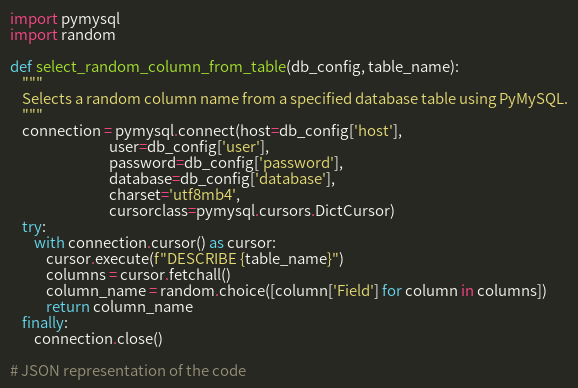 import pymysql
import random

def select_random_column_from_table(db_config, table_name):
    """
    Selects a random column name from a specified database table using PyMySQL.
    """
    connection = pymysql.connect(host=db_config['host'],
                                 user=db_config['user'],
                                 password=db_config['password'],
                                 database=db_config['database'],
                                 charset='utf8mb4',
                                 cursorclass=pymysql.cursors.DictCursor)
    try:
        with connection.cursor() as cursor:
            cursor.execute(f"DESCRIBE {table_name}")
            columns = cursor.fetchall()
            column_name = random.choice([column['Field'] for column in columns])
            return column_name
    finally:
        connection.close()

# JSON representation of the code